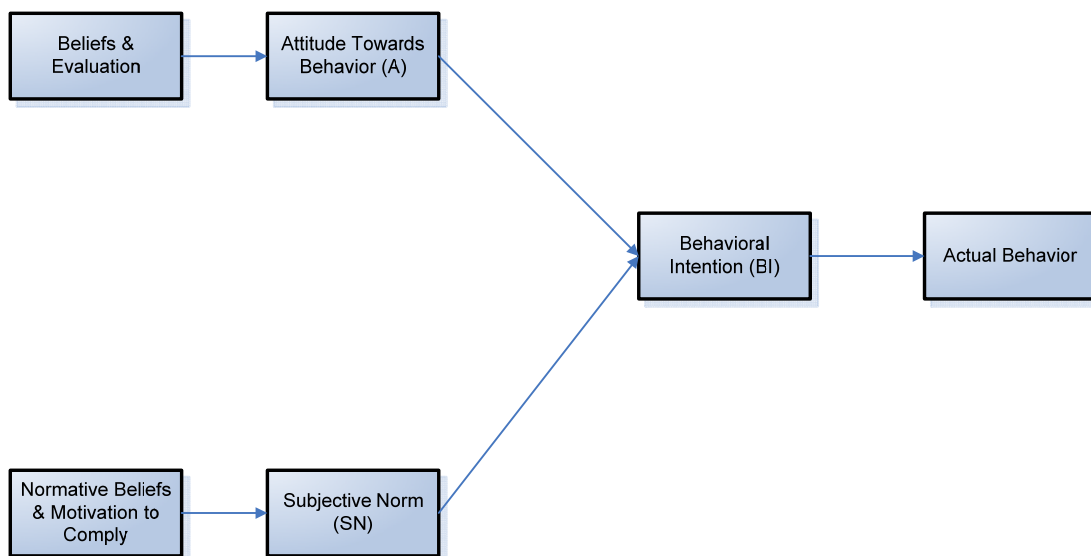 Beliefs &
Evaluation
Attitude Towards
Behavior (A)
Behavioral
Intention (BI)
Actual Behavior
Normative Beliefs
& Motivation to
Comply
Subjective Norm
(SN)